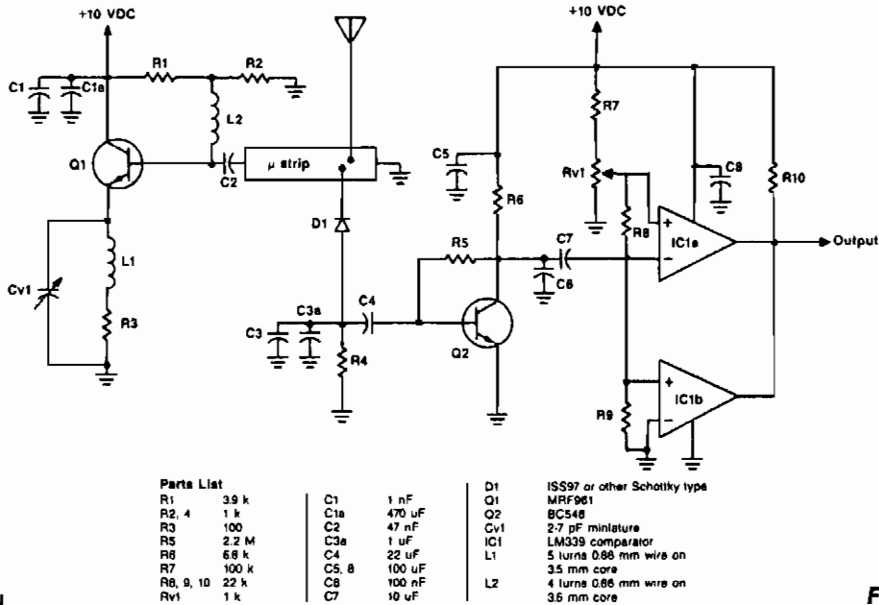 +10 VDC
+10 VDC
C1
C1a
R1
R2
L2
Q1
C2
μ strip
D1
L1
Cv1
R3
C3
C3a
C4
R4
R5
C5
R6
C7
C6
Q2
R7
Rv1
R8
C8
R10
IC1a
+
−
Output
R9
IC1b
+
−
Parts List
R1 3.9 k
R2, 4 1 k
R3 100
R5 2.2 M
R6 6.8 k
R7 100 k
R8, 9, 10 22 k
Rv1 1 k
C1 1 nF
C1a 470 uF
C2 47 nF
C3a 1 uF
C4 22 uF
C5, 8 100 uF
C6 100 nF
C7 10 uF
D1 ISS97 or other Schottky type
Q1 MRF961
Q2 BC548
Cv1 2-7 pF miniature
IC1 LM339 comparator
L1 5 turns 0.86 mm wire on
3.5 mm core
L2 4 turns 0.86 mm wire on
3.6 mm core